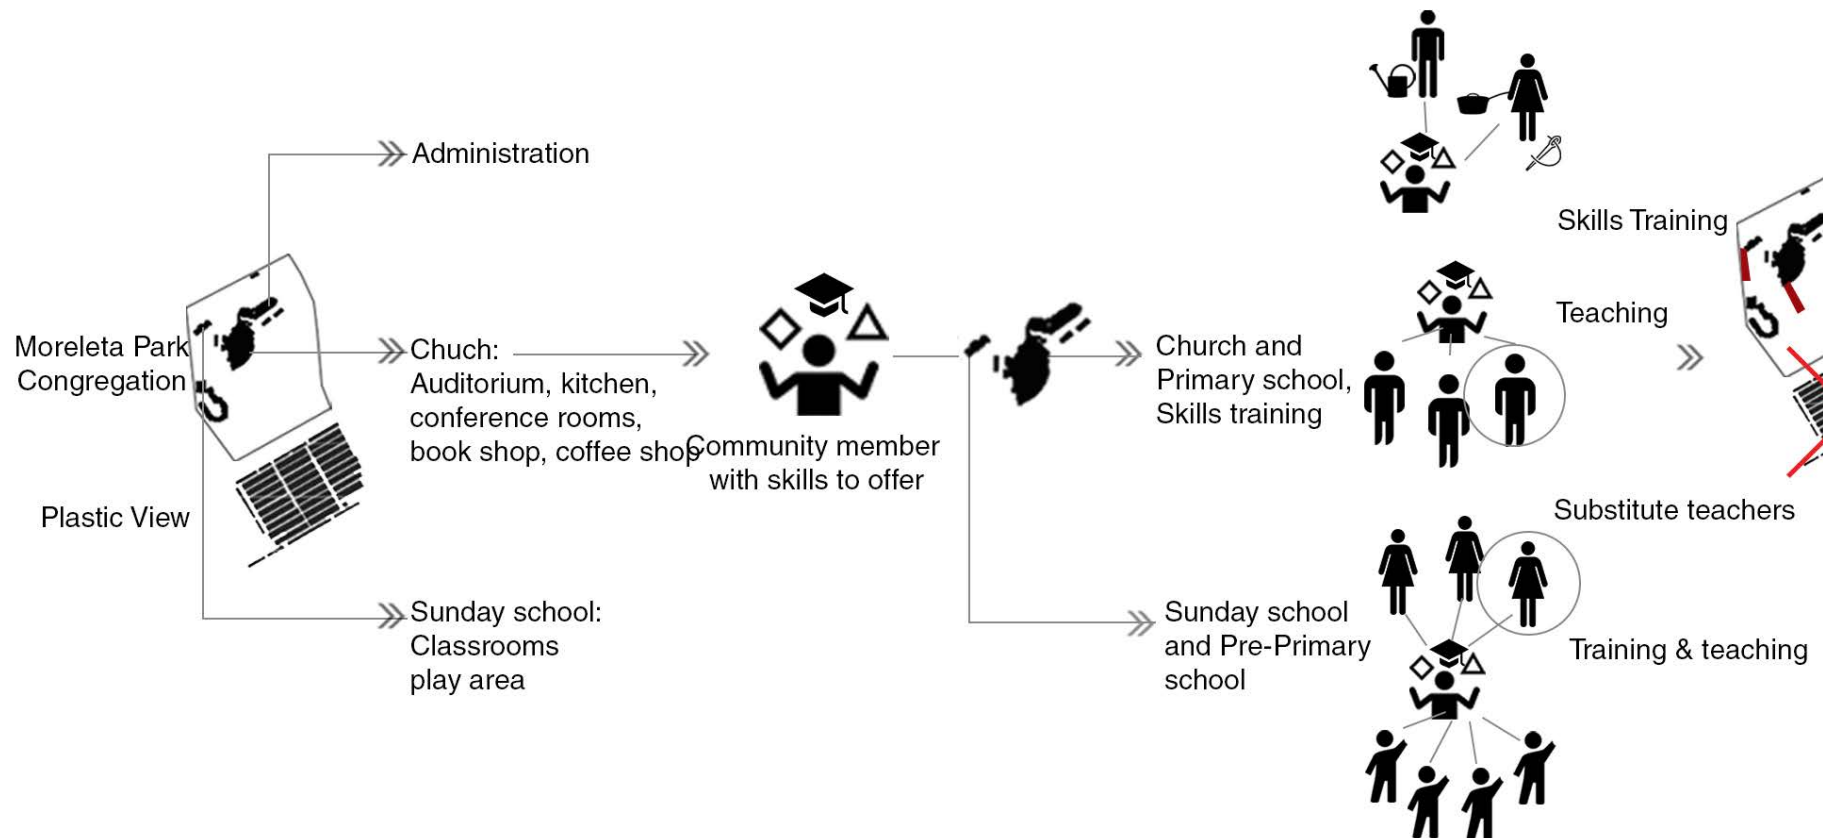 Administration
Moreleta Park
Congregation
Plastic View
Chuch:
Auditorium, kitchen,
conference rooms,
book shop, coffee shop
Sunday school:
Classrooms
play area
Community member
with skills to offer
Church and
Primary school,
Skills training
Sunday school
and Pre-Primary
school
Skills Training
Teaching
Substitute teachers
Training & teaching